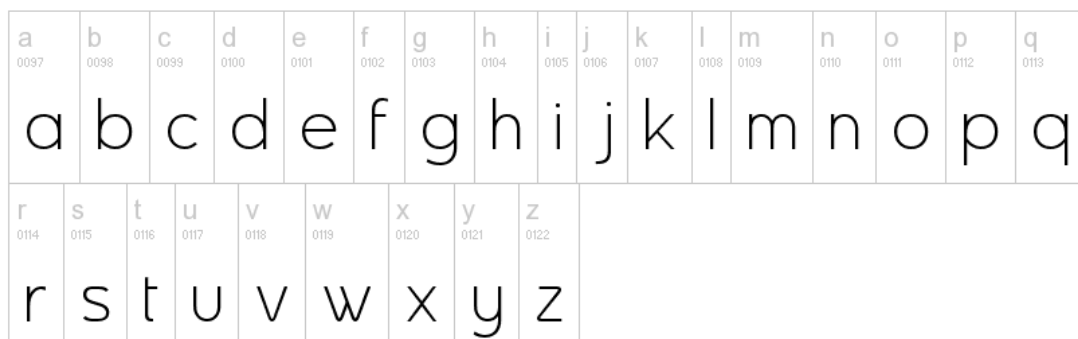 a b c d e f g h i j k l m n o p q
0097 0098 0099 0100 0101 0102 0103 0104 0105 0106 0107 0108 0109 0110 0111 0112 0113
a b c d e f g h i j k l m n o p q
r s t u v w x y z
0114 0115 0116 0117 0118 0119 0120 0121 0122
r s t u v w x y z